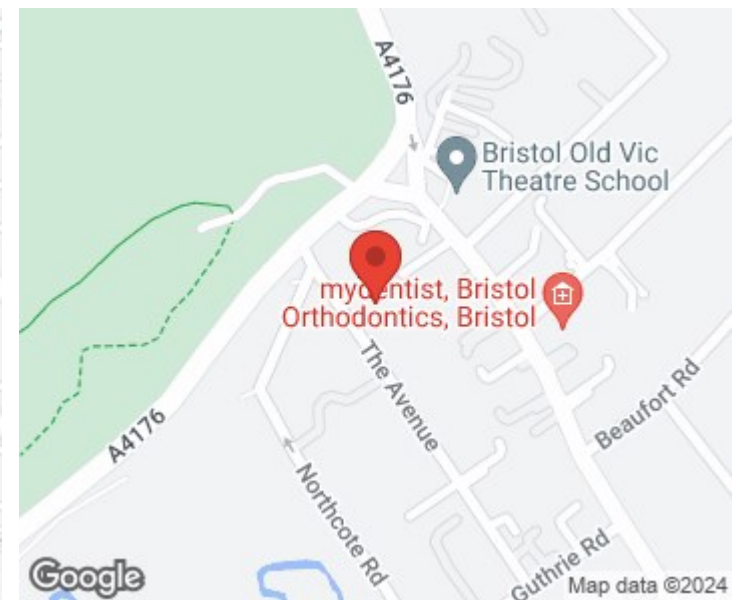 A4176
Bristol Old Vic
Theatre School
mydentist, Bristol
Orthodontics, Bristol
The Avenue
Beaufort Rd
A4176
Northcote Rd
Guthrie Rd
Google
Map data ©2024